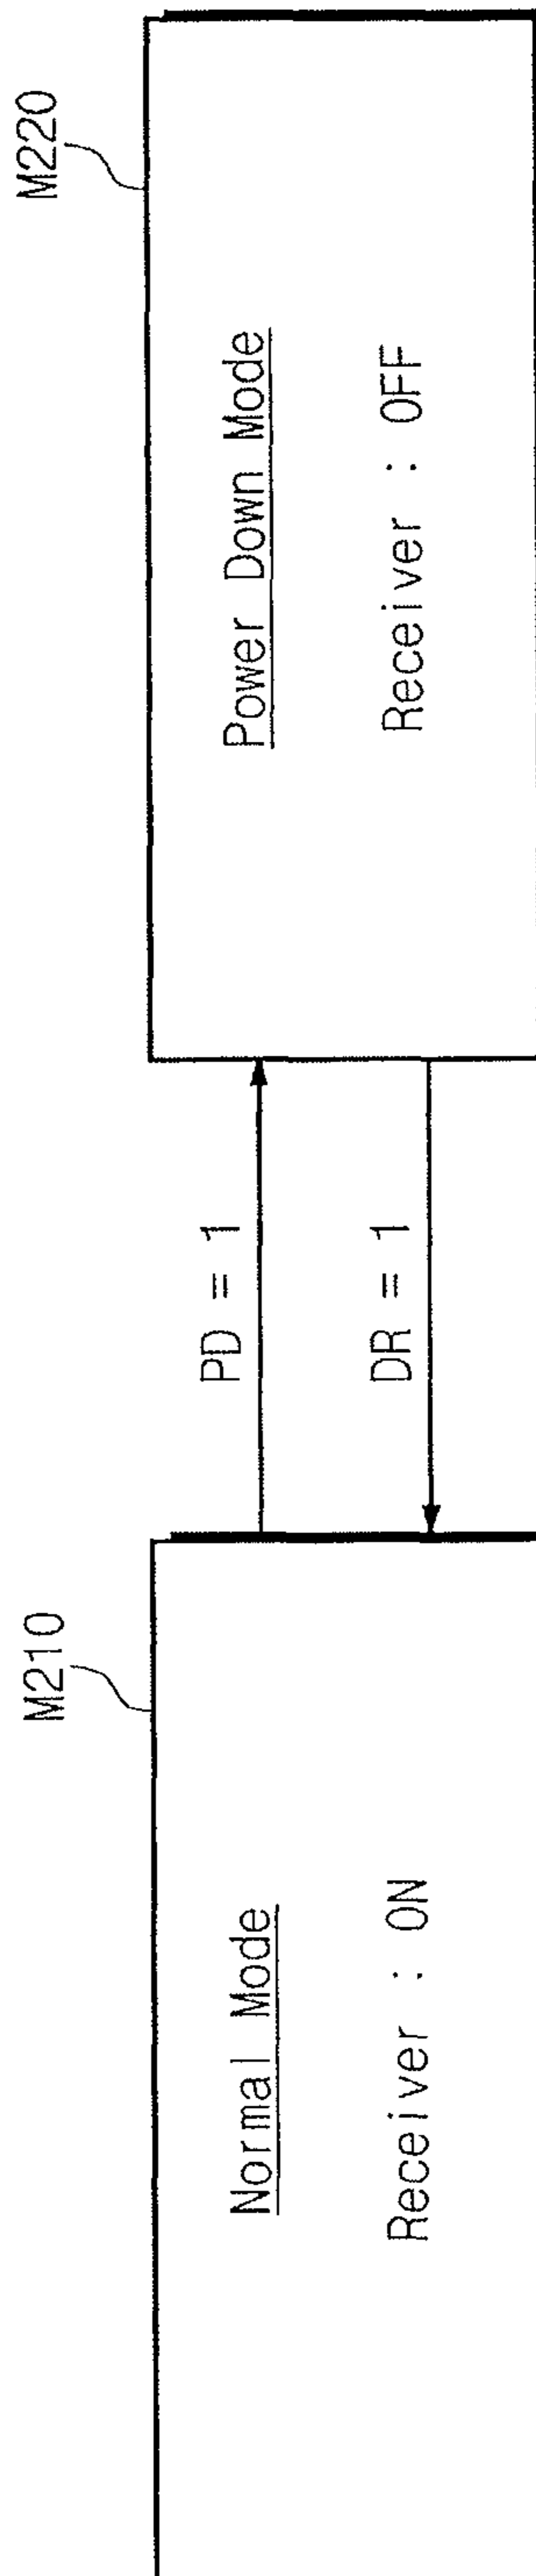 M210
Normal Mode
Receiver : ON
PD = 1
DR = 1
M220
Power Down Mode
Receiver : OFF